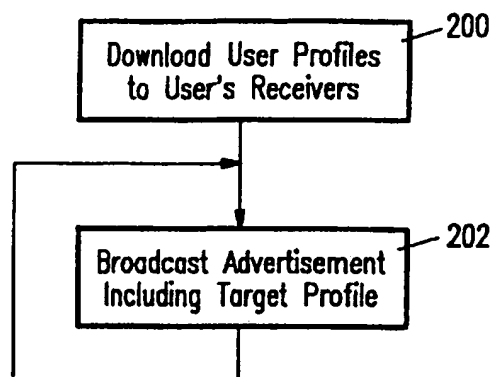 200
Download User Profiles
to User's Receivers
202
Broadcast Advertisement
Including Target Profile